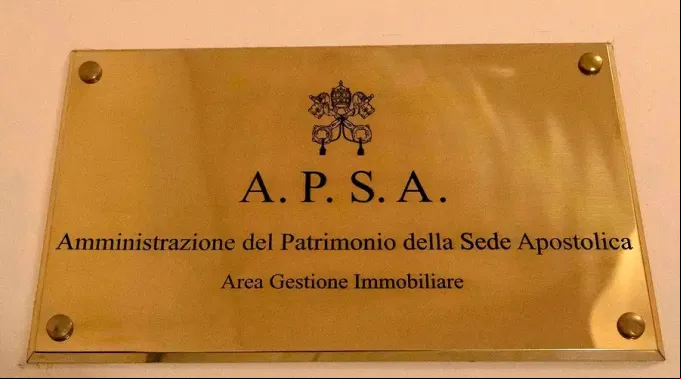 A. P. S. A.
Amministrazione del Patrimonio della Sede Apostolica
Area Gestione Immobiliare